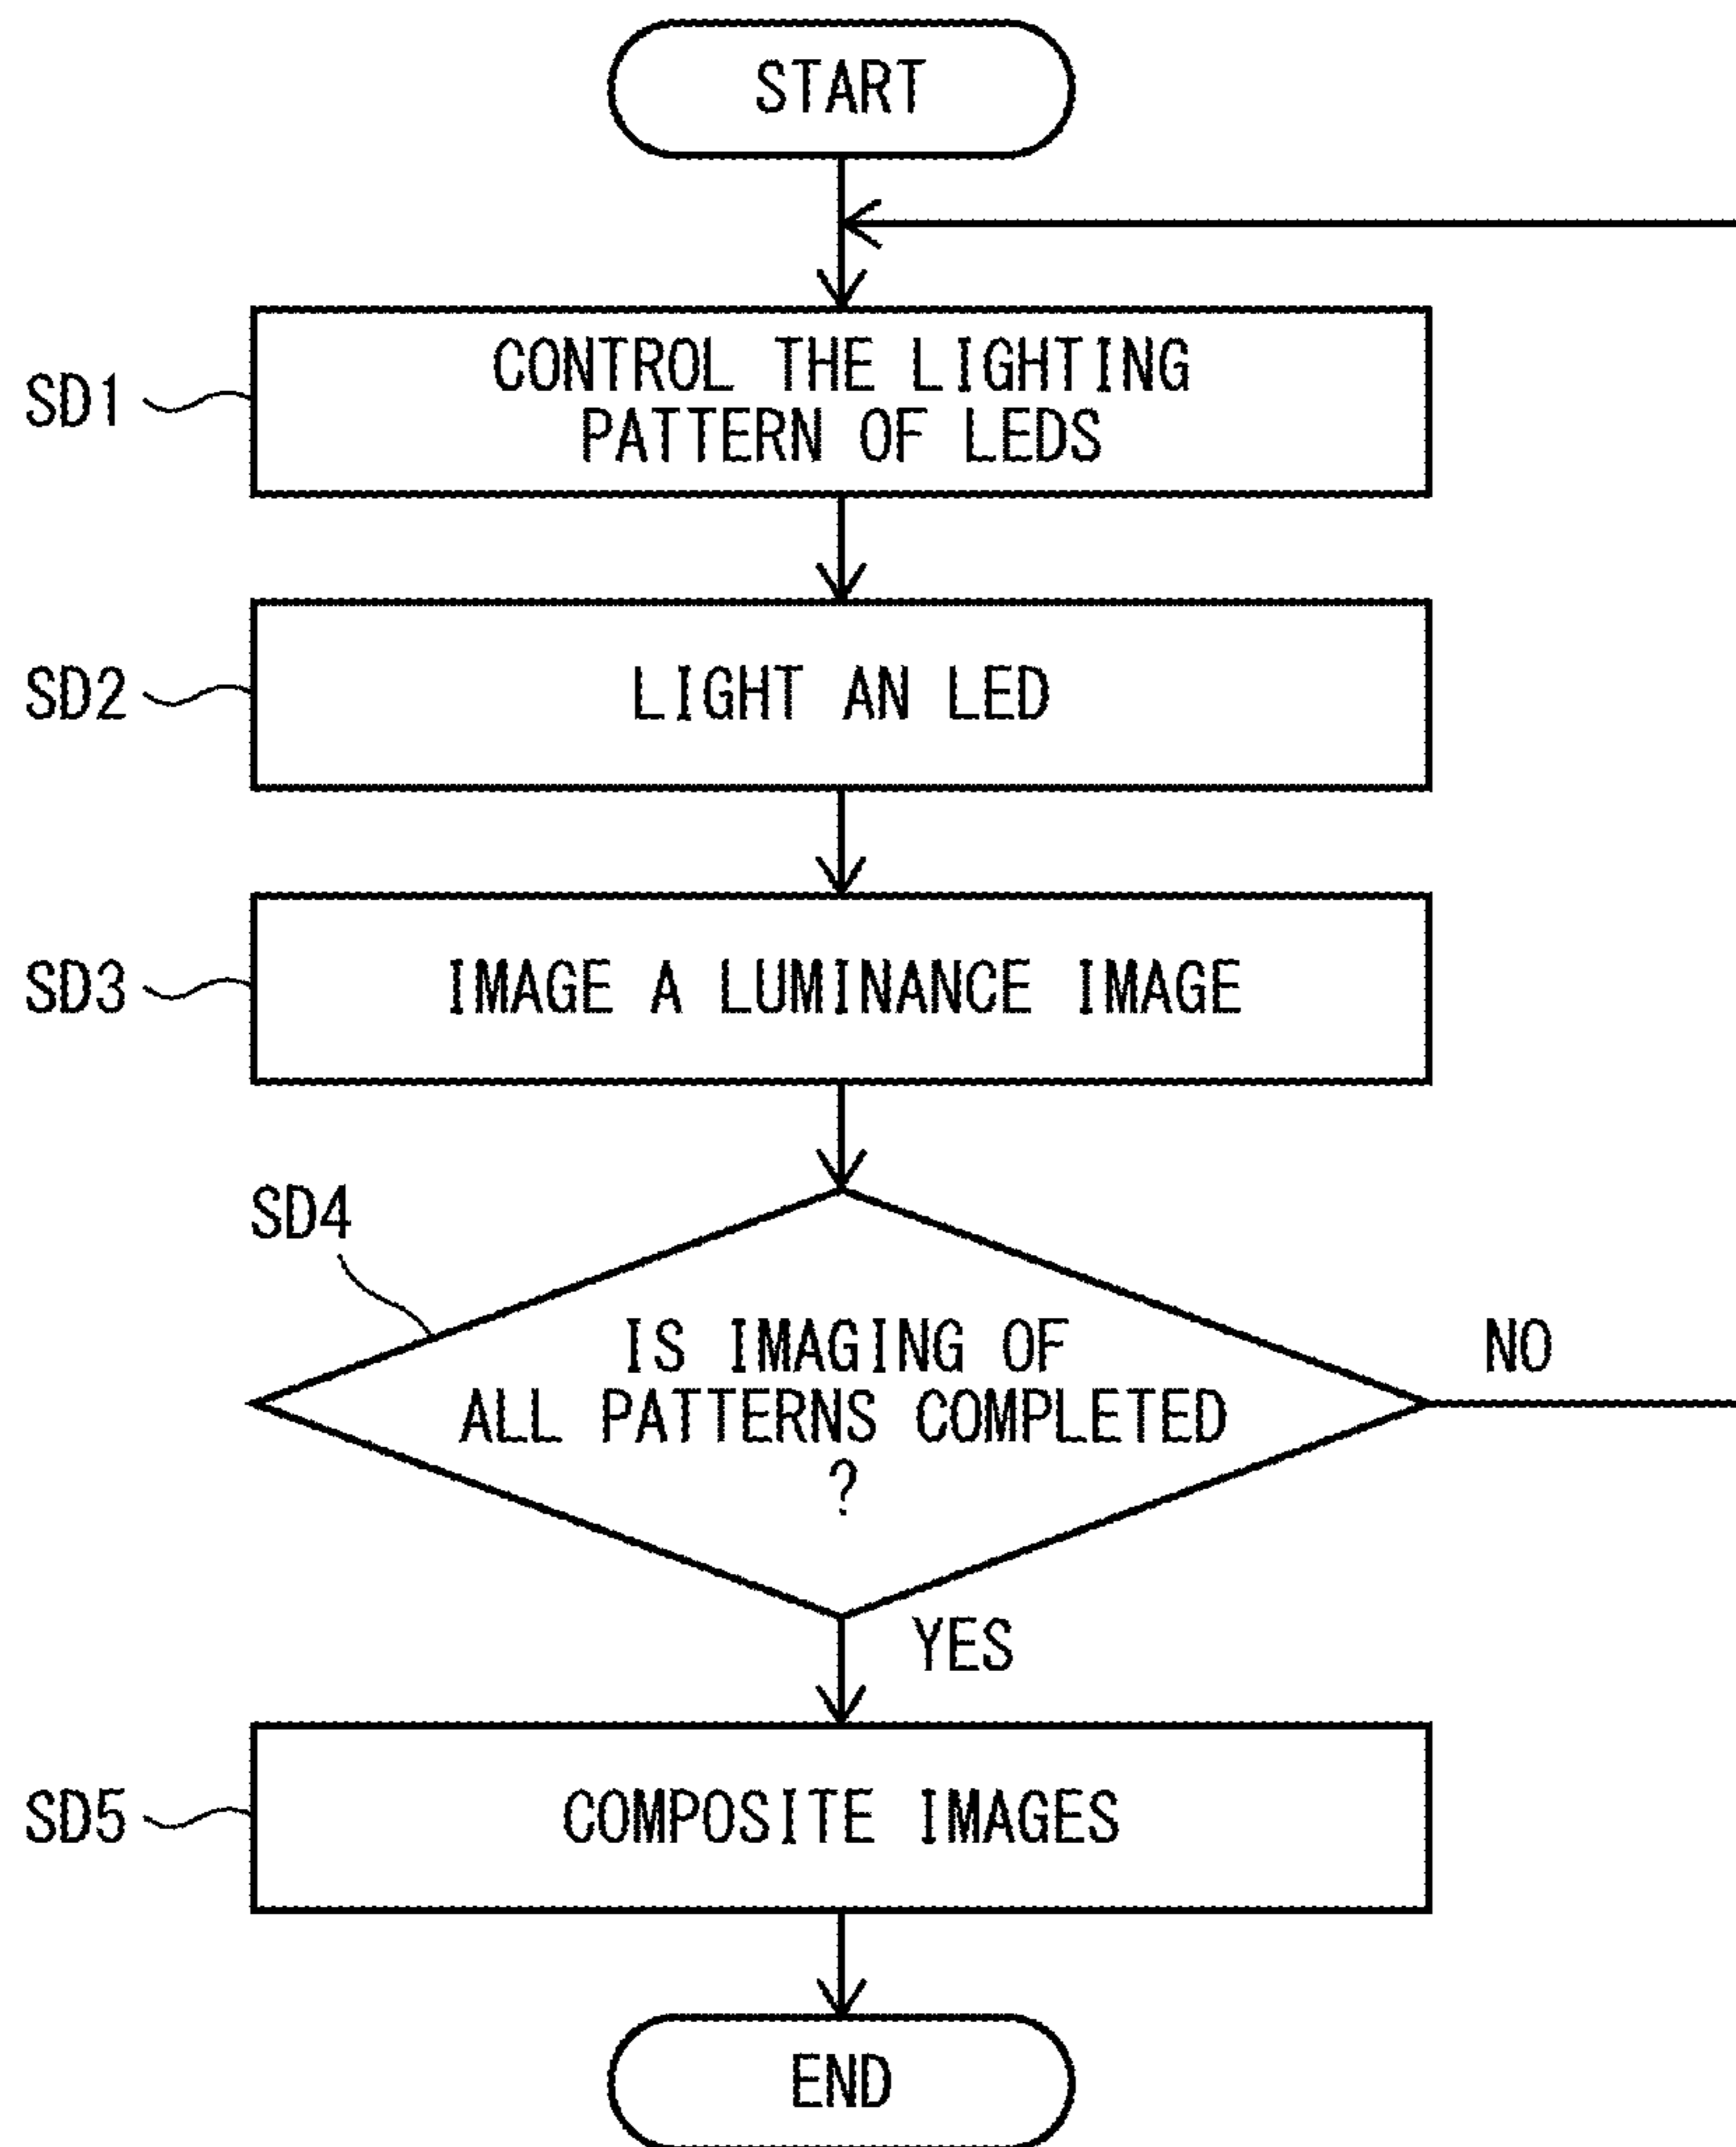 START
SD1
CONTROL THE LIGHTING
PATTERN OF LEDS
SD2
LIGHT AN LED
SD3
IMAGE A LUMINANCE IMAGE
SD4
IS IMAGING OF
ALL PATTERNS COMPLETED
?
NO
YES
SD5
COMPOSITE IMAGES
END